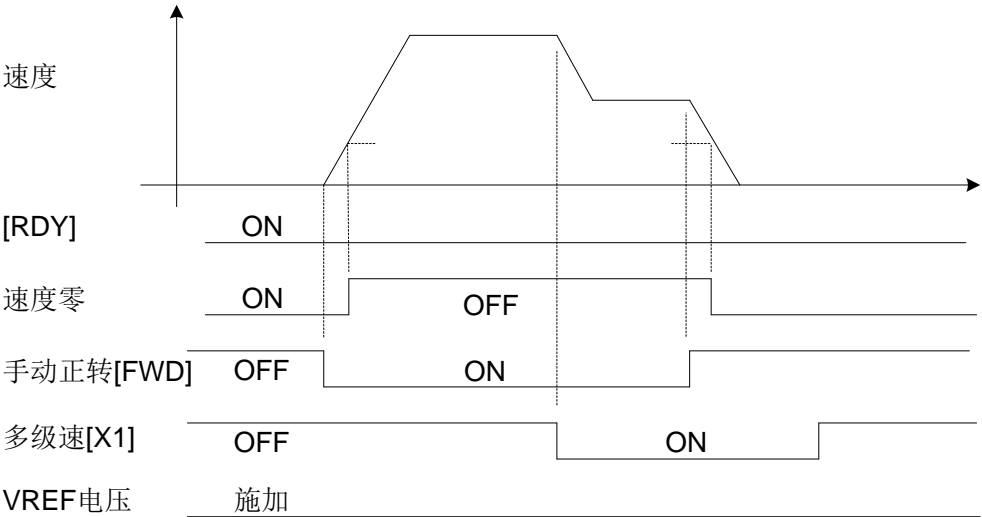 速度
[RDY] ON
速度零 ON OFF
手动正转[FWD] OFF ON
多级速[X1] OFF ON
VREF电压 施加